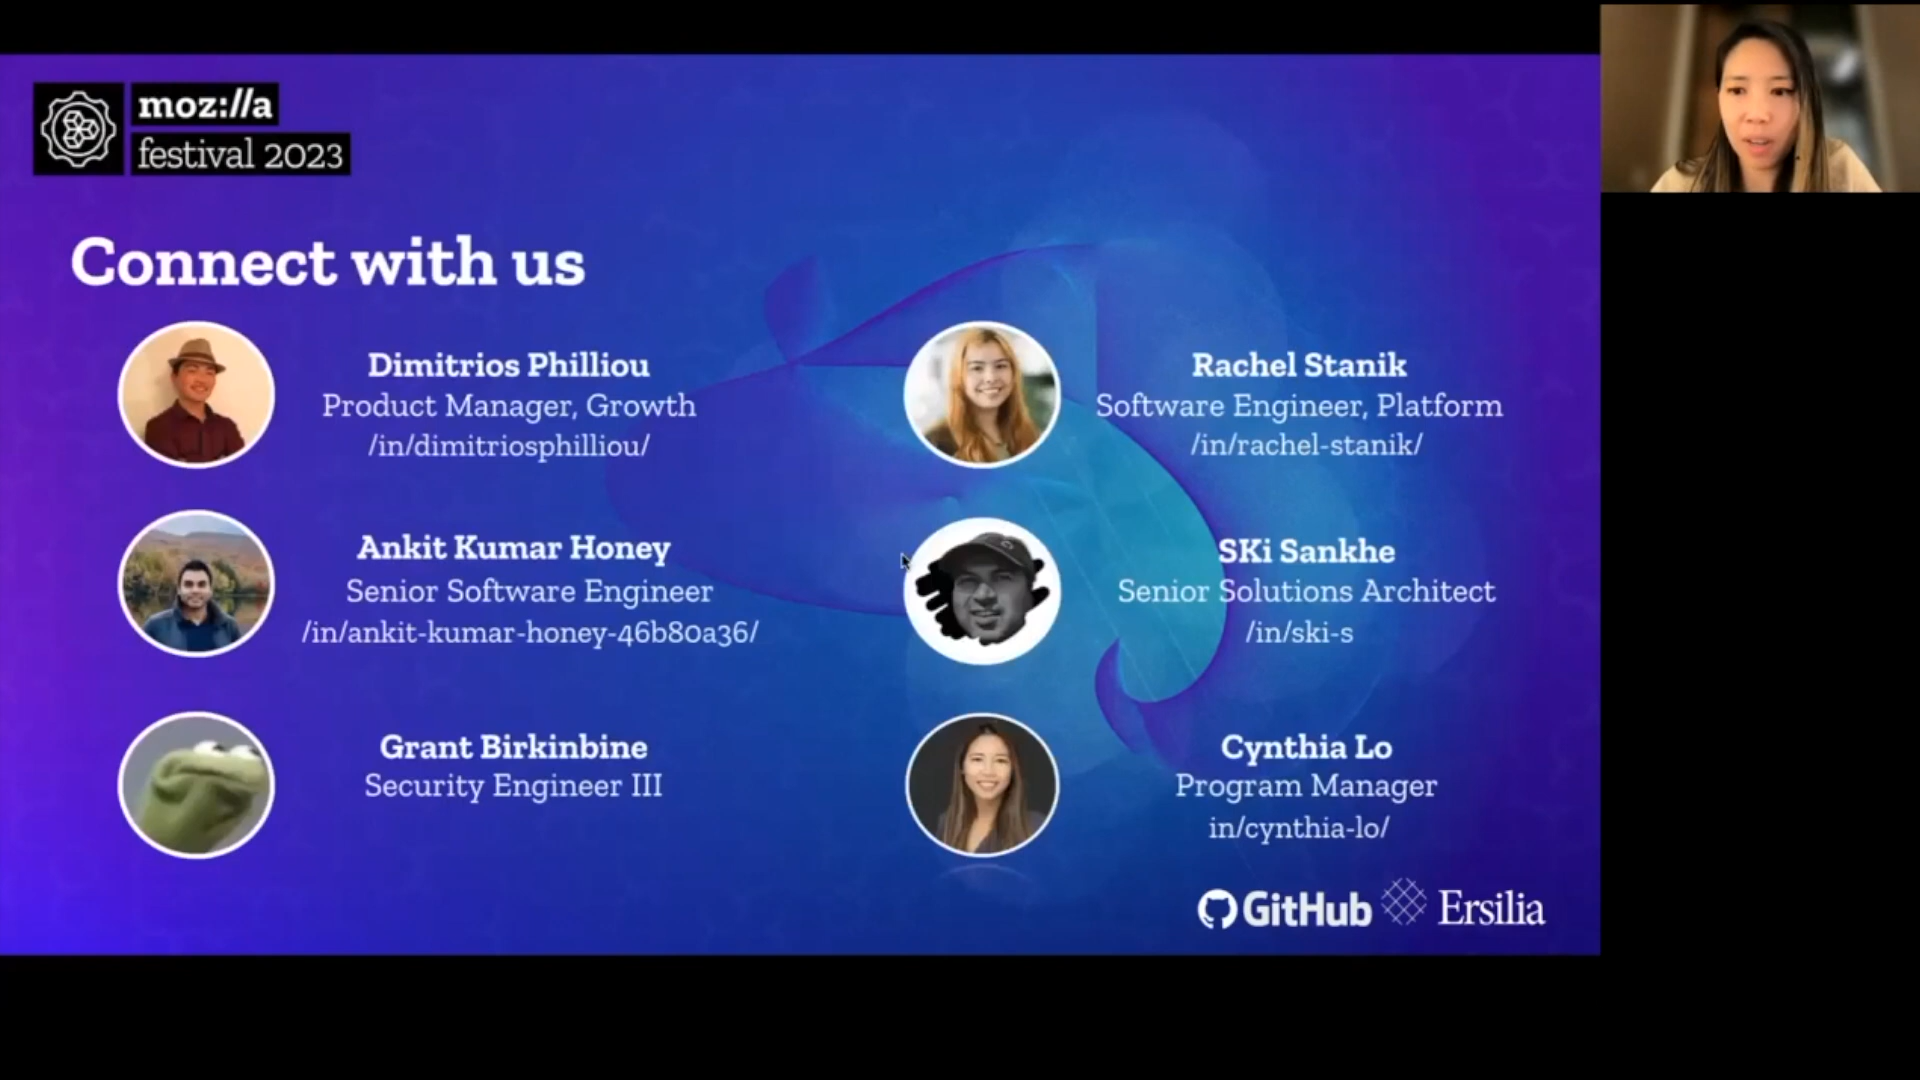 moz://a
festival 2023
Connect with us
Dimitrios Philliou
Product Manager, Growth
/in/dimitriosphilliou/
Rachel Stanik
Software Engineer, Platform
/in/rachel-stanik/
Ankit Kumar Honey
Senior Software Engineer
/in/ankit-kumar-honey-46b80a36/
SKi Sankhe
Senior Solutions Architect
/in/ski-s
Grant Birkinbine
Security Engineer III
Cynthia Lo
Program Manager
in/cynthia-lo/
GitHub
Ersilia